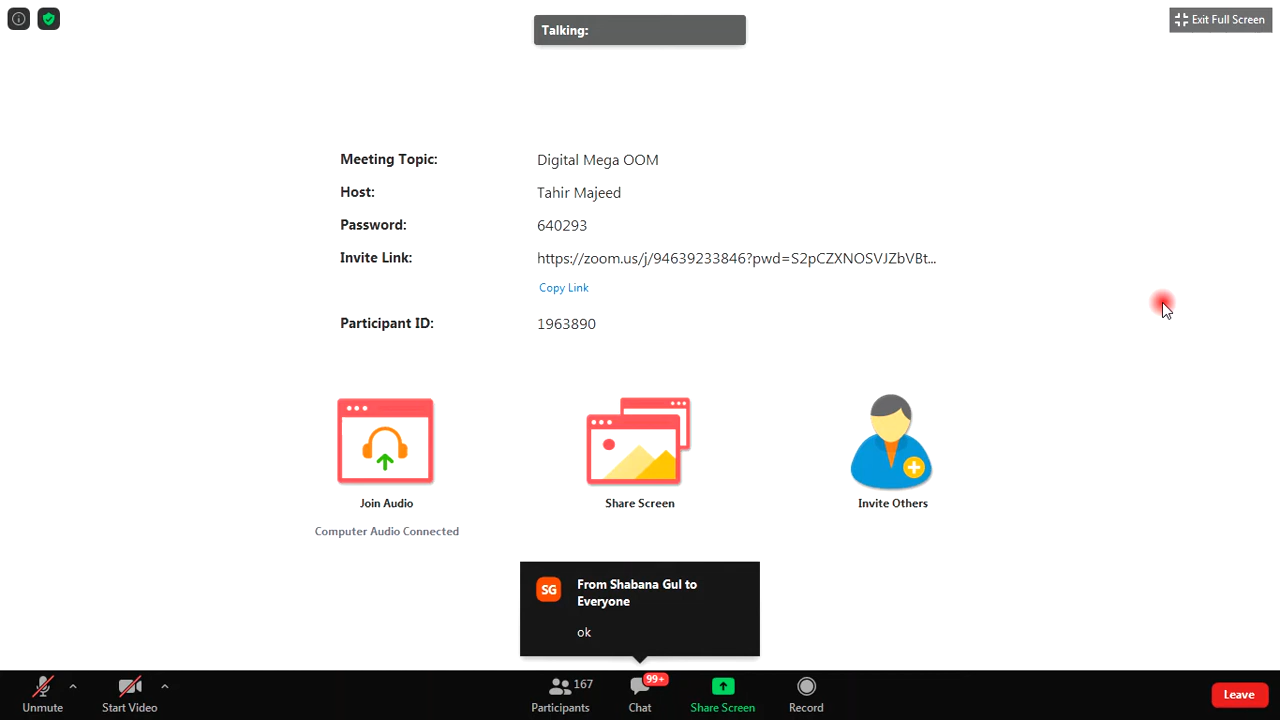 Talking:
Exit Full Screen
Meeting Topic: Digital Mega OOM
Host: Tahir Majeed
Password: 640293
Invite Link: https://zoom.us/j/94639233846?pwd=S2pCZXNOSVJZbVBt...
Copy Link
Participant ID: 1963890
Join Audio
Share Screen
Invite Others
Computer Audio Connected
SG
From Shabana Gul to
Everyone
ok
167
99+
Unmute
Start Video
Participants
Chat
Share Screen
Record
Leave